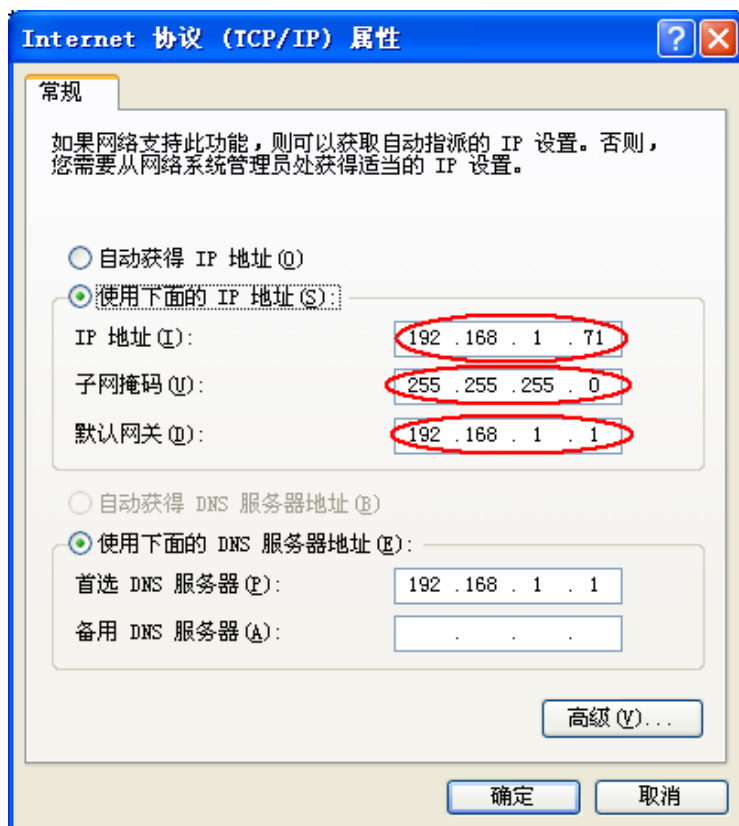 Internet 协议 (TCP/IP) 属性
常规
如果网络支持此功能，则可以获取自动指派的 IP 设置。否则，
您需要从网络系统管理员处获得适当的 IP 设置。
自动获得 IP 地址(O)
使用下面的 IP 地址(S):
IP 地址(I): 192 .168 . 1 . 71
子网掩码(U): 255 .255 .255 . 0
默认网关(D): 192 .168 . 1 . 1
自动获得 DNS 服务器地址(B)
使用下面的 DNS 服务器地址(E):
首选 DNS 服务器(P): 192 .168 . 1 . 1
备用 DNS 服务器(A): . . .
高级(V)...
确定 取消